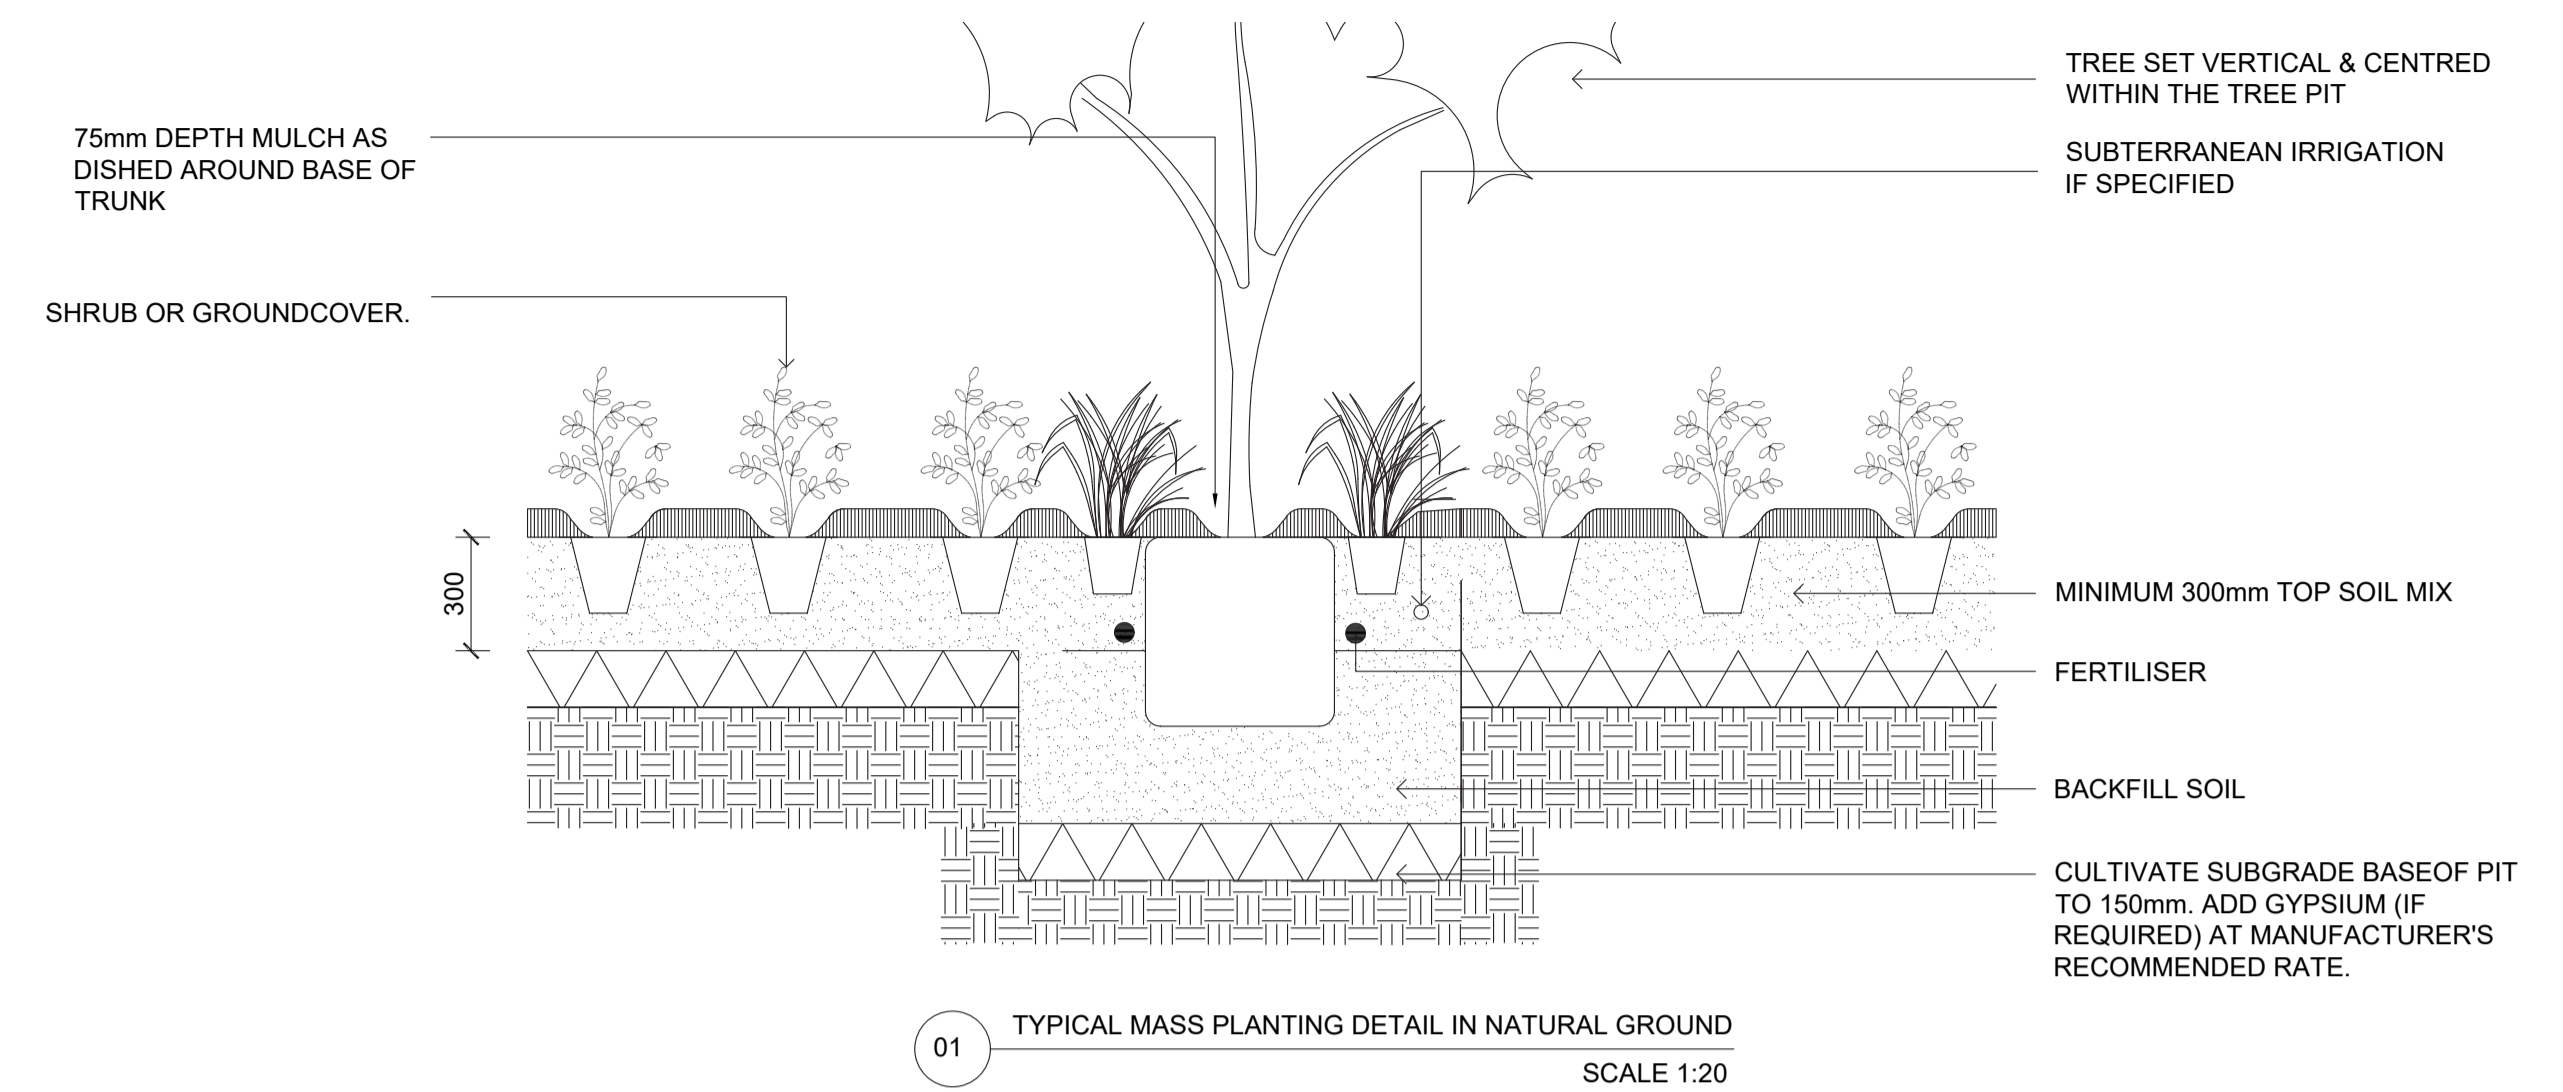 75mm DEPTH MULCH AS
DISHED AROUND BASE OF
TRUNK
SHRUB OR GROUNDCOVER.
300
TREE SET VERTICAL & CENTRED
WITHIN THE TREE PIT
SUBTERRANEAN IRRIGATION
IF SPECIFIED
MINIMUM 300mm TOP SOIL MIX
FERTILISER
BACKFILL SOIL
CULTIVATE SUBGRADE BASEOF PIT
TO 150mm. ADD GYPSIUM (IF
REQUIRED) AT MANUFACTURER'S
RECOMMENDED RATE.
01
TYPICAL MASS PLANTING DETAIL IN NATURAL GROUND
SCALE 1:20